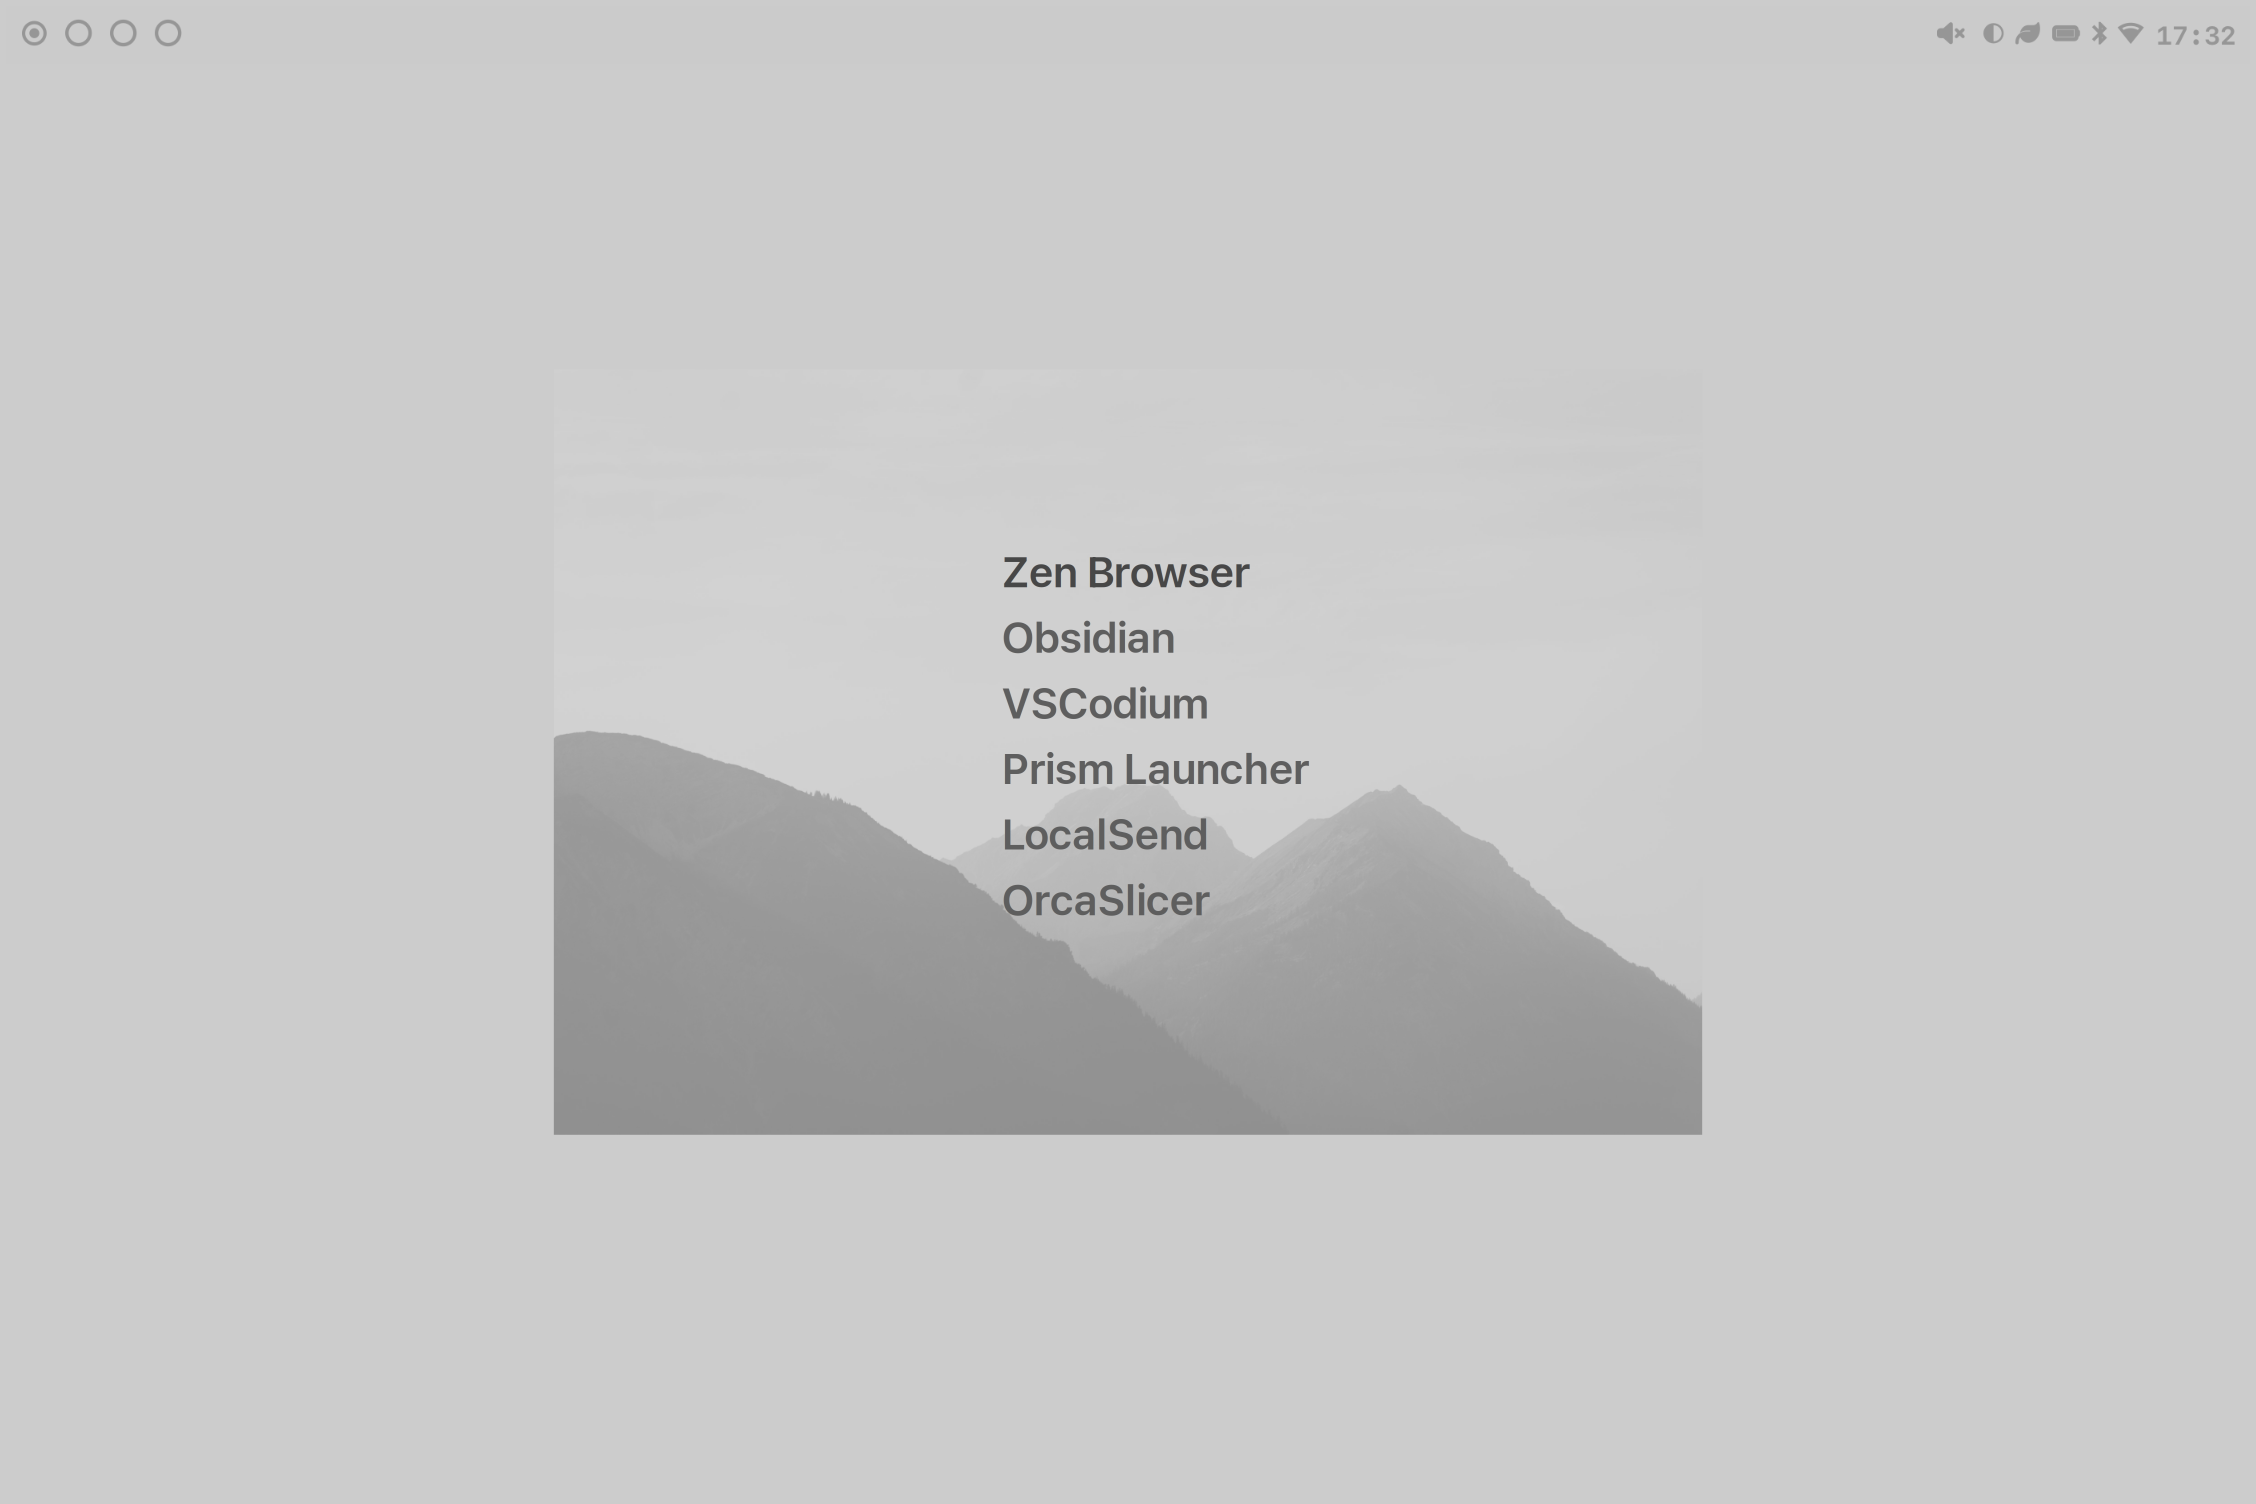 17:32
Zen Browser
Obsidian
VSCodium
Prism Launcher
LocalSend
OrcaSlicer